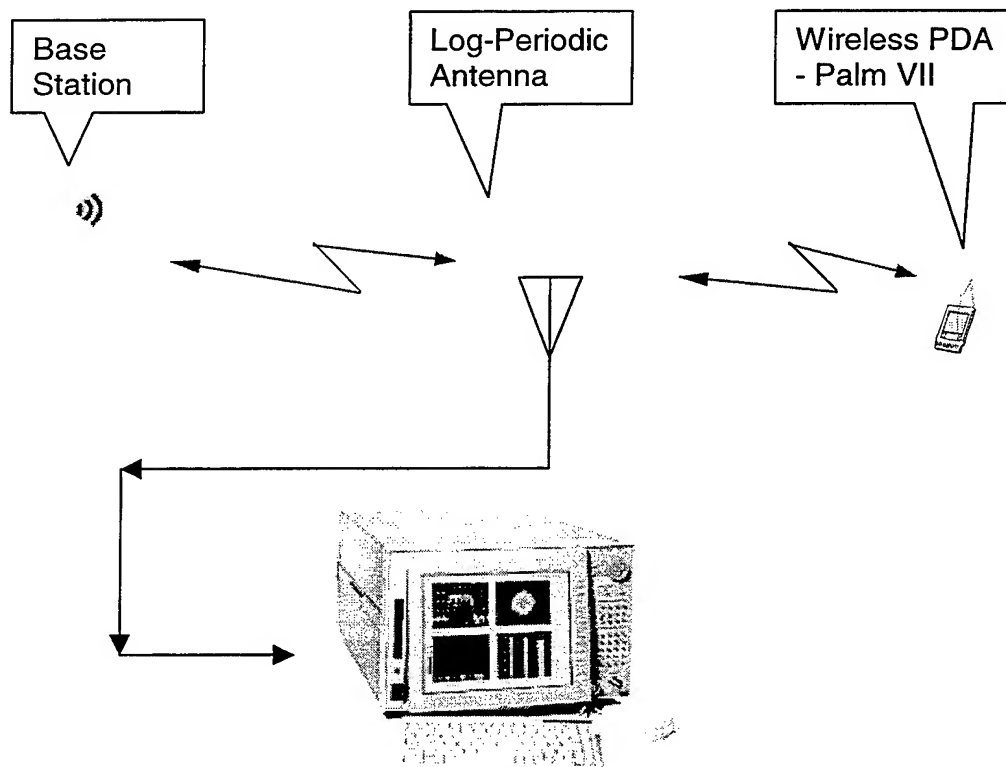 Base
Station
Log-Periodic
Antenna
Wireless PDA
- Palm VII